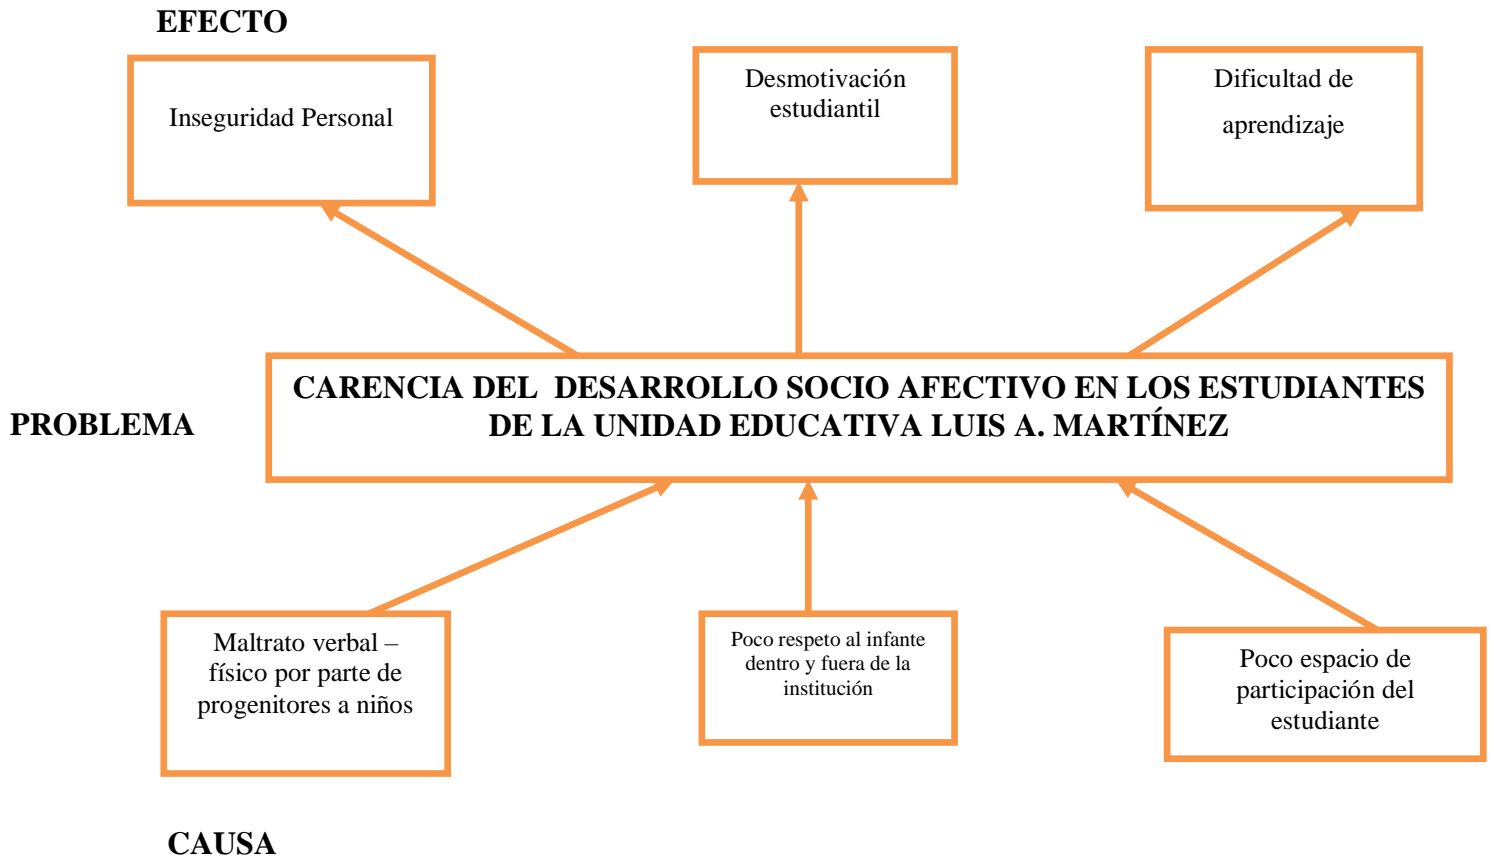 EFECTO
Inseguridad Personal
Desmotivación
estudiantil
Dificultad de
aprendizaje
PROBLEMA
CARENCIA DEL  DESARROLLO SOCIO AFECTIVO EN LOS ESTUDIANTES
DE LA UNIDAD EDUCATIVA LUIS A. MARTÍNEZ
Maltrato verbal –
físico por parte de
progenitores a niños
Poco respeto al infante
dentro y fuera de la
institución
Poco espacio de
participación del
estudiante
CAUSA